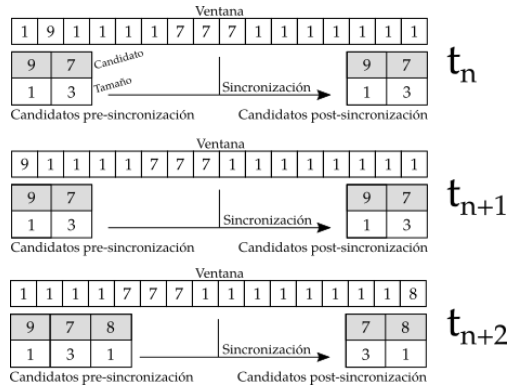 Ventana
1 9 1 1 1 1 7 7 7 1 1 1 1 1 1 1
9 7 Candidato 9 7
1 3 Tamaño Sincronización 1 3
Candidatos pre-sincronización Candidatos post-sincronización
tn
Ventana
9 1 1 1 1 7 7 7 1 1 1 1 1 1 1 1
9 7 9 7
1 3 Sincronización 1 3
Candidatos pre-sincronización Candidatos post-sincronización
tn+1
Ventana
1 1 1 1 7 7 7 1 1 1 1 1 1 1 1 8
9 7 8 7 8
1 3 1 Sincronización 3 1
Candidatos pre-sincronización Candidatos post-sincronización
tn+2